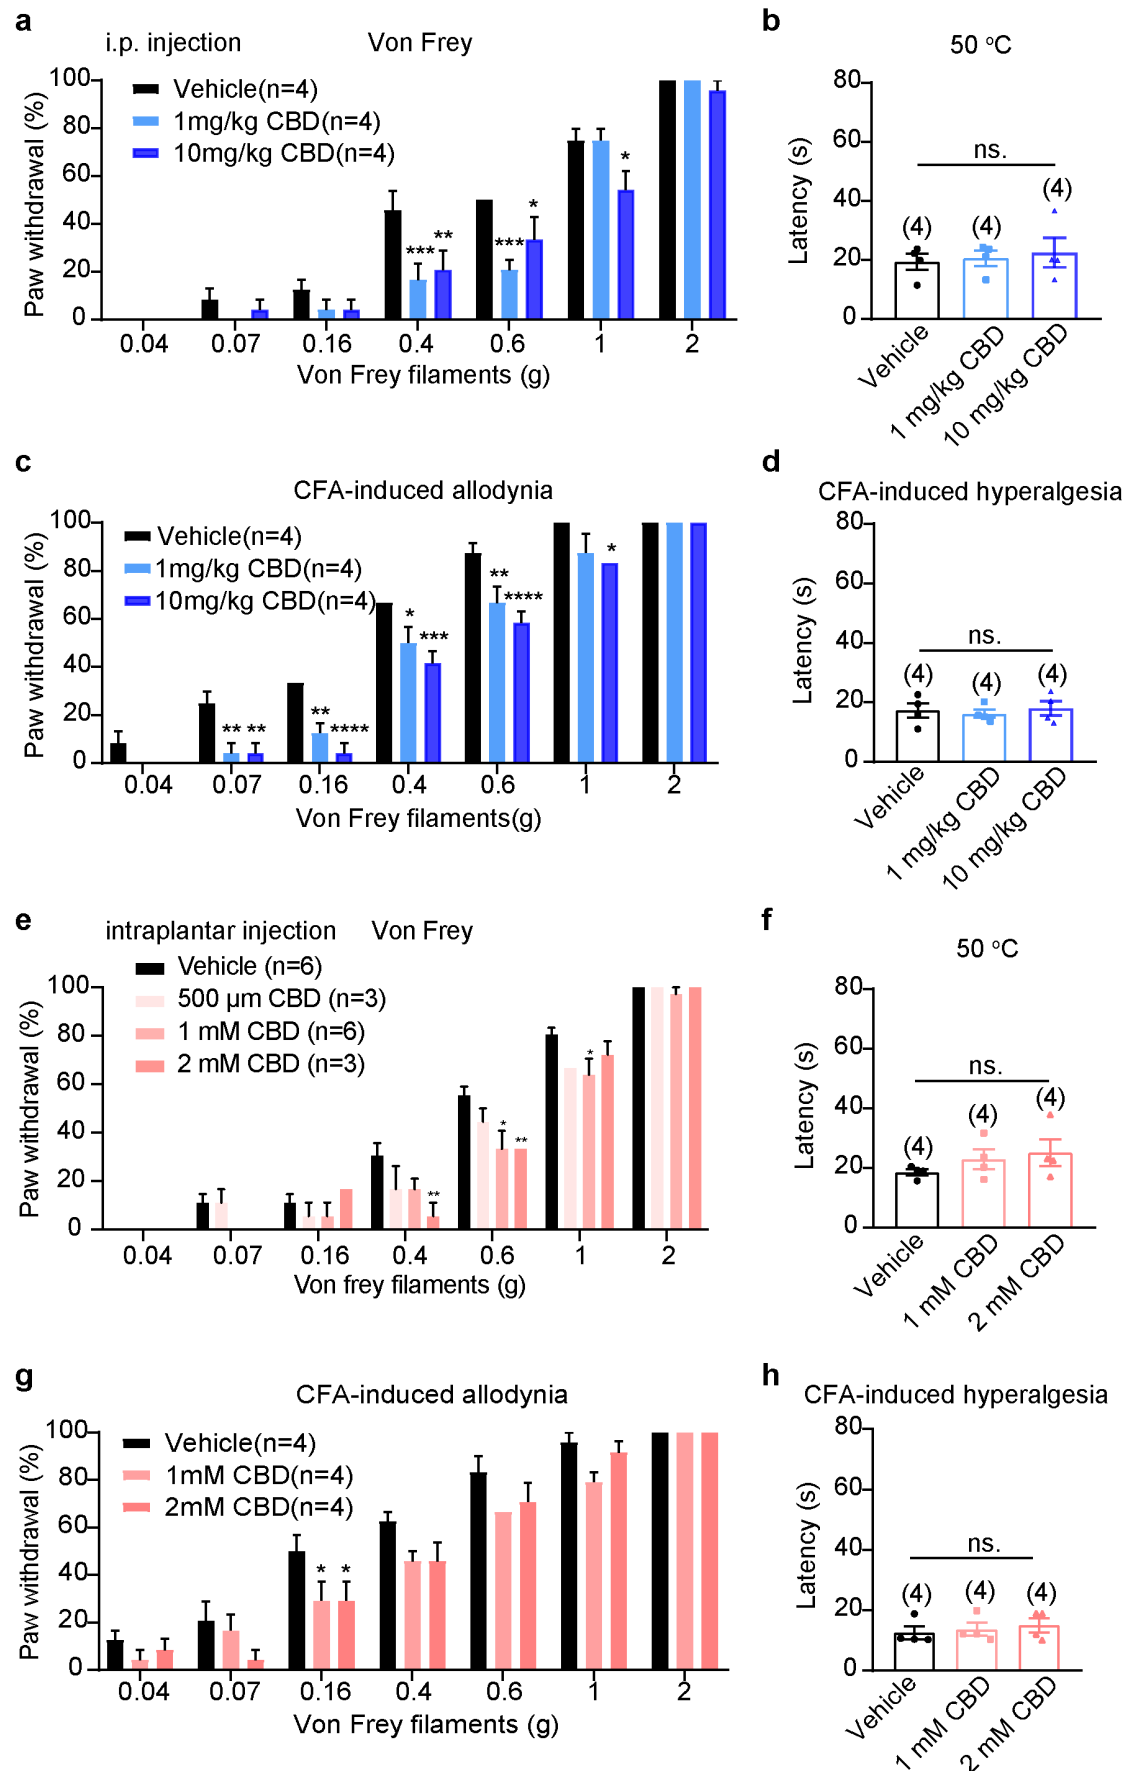 a
i.p. injection Von Frey
Paw withdrawal (%)
100
80
60
40
20
0
Vehicle(n=4)
1mg/kg CBD(n=4)
10mg/kg CBD(n=4)
*** **
*** *
*
0.04 0.07 0.16 0.4 0.6 1 2
Von Frey filaments (g)
b
50 °C
Latency (s)
80
60
40
20
0
ns.
(4) (4) (4)
Vehicle
1 mg/kg CBD
10 mg/kg CBD
c
CFA-induced allodynia
Paw withdrawal (%)
100
80
60
40
20
0
Vehicle(n=4)
1mg/kg CBD(n=4)
10mg/kg CBD(n=4)
** **
** ****
* ***
** ****
*
0.04 0.07 0.16 0.4 0.6 1 2
Von Frey filaments(g)
d
CFA-induced hyperalgesia
Latency (s)
80
60
40
20
0
ns.
(4) (4) (4)
Vehicle
1 mg/kg CBD
10 mg/kg CBD
e
intraplantar injection Von Frey
Paw withdrawal (%)
100
80
60
40
20
0
Vehicle (n=6)
500 μm CBD (n=3)
1 mM CBD (n=6)
2 mM CBD (n=3)
**
* **
*
0.04 0.07 0.16 0.4 0.6 1 2
Von frey filaments (g)
f
50 °C
Latency (s)
80
60
40
20
0
ns.
(4) (4) (4)
Vehicle
1 mM CBD
2 mM CBD
g
CFA-induced allodynia
Paw withdrawal (%)
100
80
60
40
20
0
Vehicle(n=4)
1mM CBD(n=4)
2mM CBD(n=4)
* *
0.04 0.07 0.16 0.4 0.6 1 2
Von Frey filaments (g)
h
CFA-induced hyperalgesia
Latency (s)
80
60
40
20
0
ns.
(4) (4) (4)
Vehicle
1 mM CBD
2 mM CBD